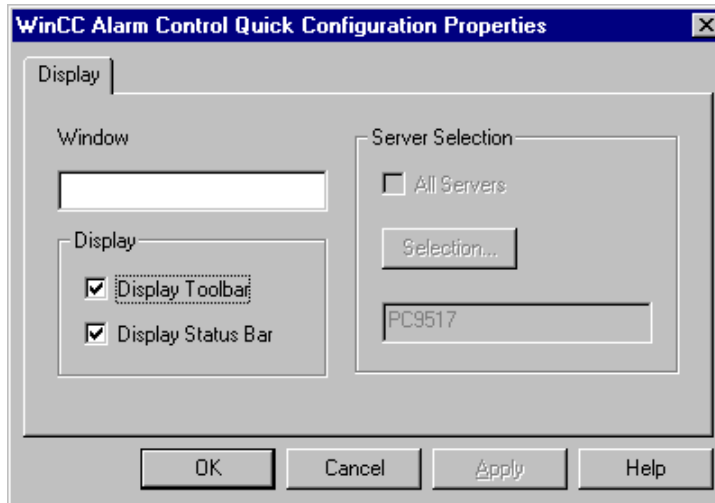 WinCC Alarm Control Quick Configuration Properties
Display
Window
Display
Display Toolbar
Display Status Bar
Server Selection
All Servers
Selection...
PC9517
OK
Cancel
Apply
Help